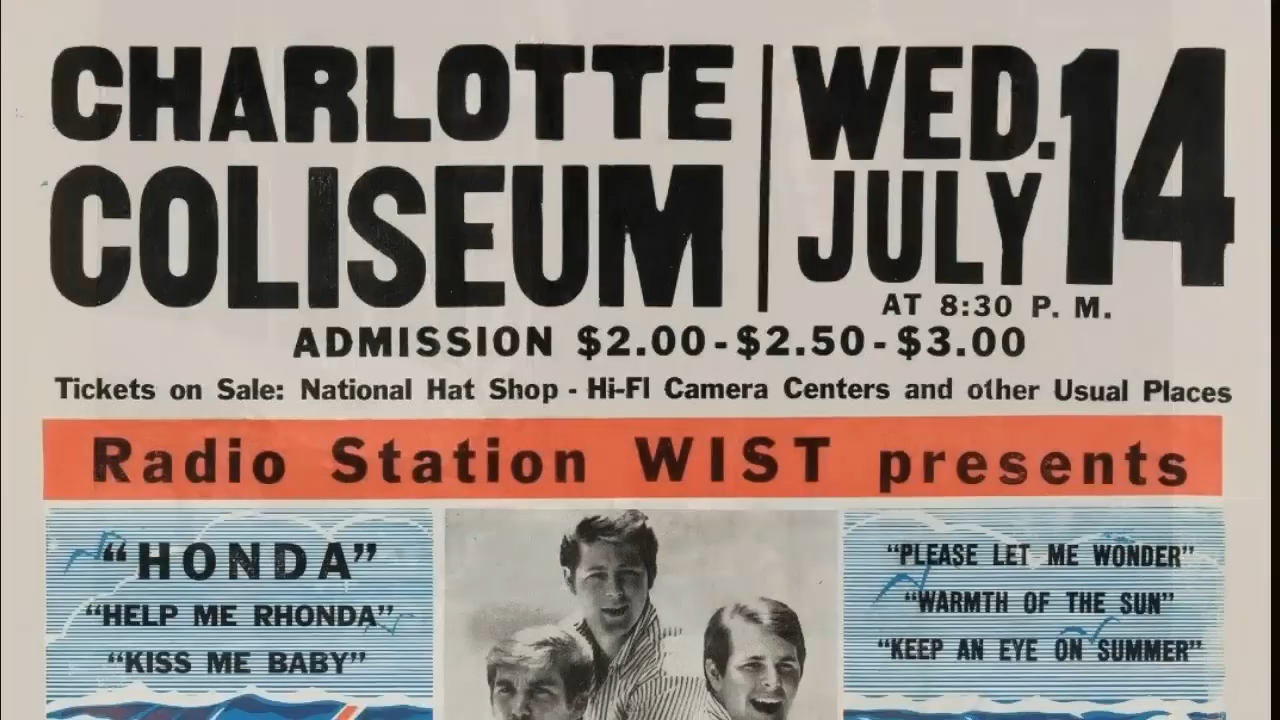 CHARLOTTE
COLISEUM
WED.
JULY
14
AT 8:30 P. M.
ADMISSION $2.00-$2.50-$3.00
Tickets on Sale: National Hat Shop - Hi-FI Camera Centers and other Usual Places
Radio Station WIST presents
"HONDA"
"HELP ME RHONDA"
"KISS ME BABY"
"PLEASE LET ME WONDER"
"WARMTH OF THE SUN"
"KEEP AN EYE ON SUMMER"